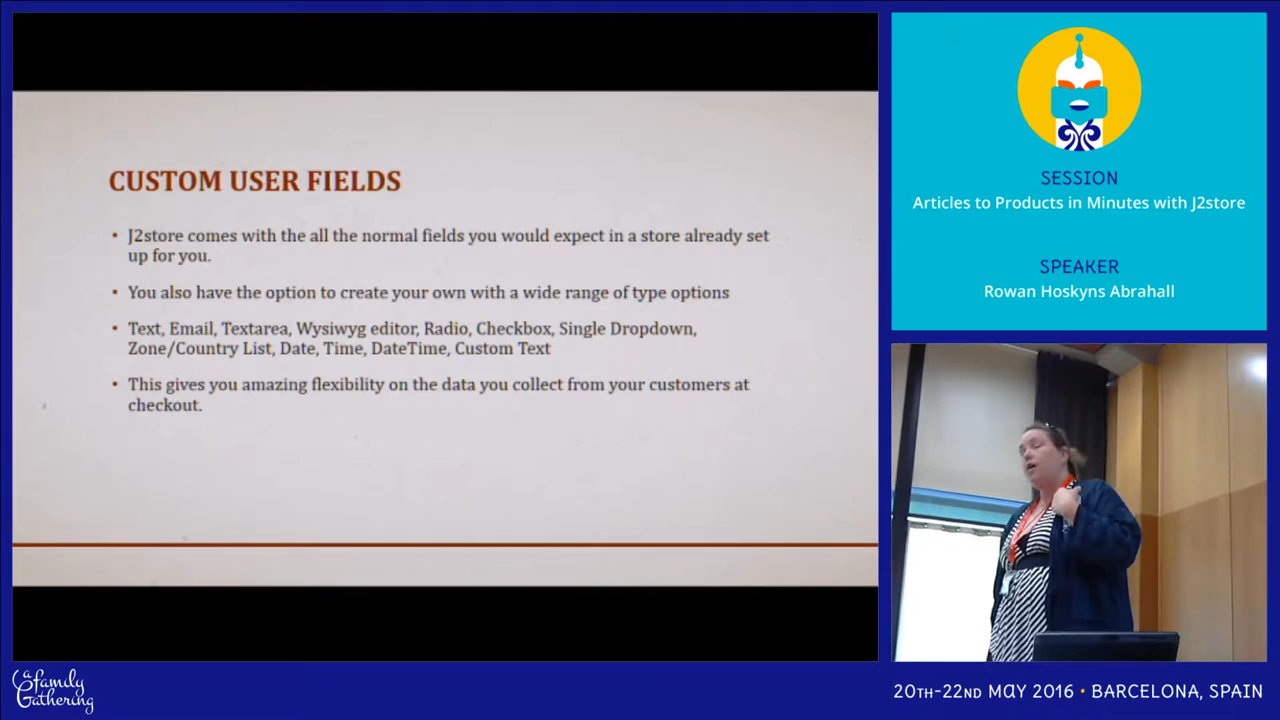 CUSTOM USER FIELDS
• J2store comes with the all the normal fields you would expect in a store already set
up for you.
• You also have the option to create your own with a wide range of type options
• Text, Email, Textarea, Wysiwyg editor, Radio, Checkbox, Single Dropdown,
Zone/Country List, Date, Time, DateTime, Custom Text
• This gives you amazing flexibility on the data you collect from your customers at
checkout.
SESSION
Articles to Products in Minutes with J2store
SPEAKER
Rowan Hoskyns Abrahall
a family
Gathering
20TH-22ND MAY 2016 • BARCELONA, SPAIN